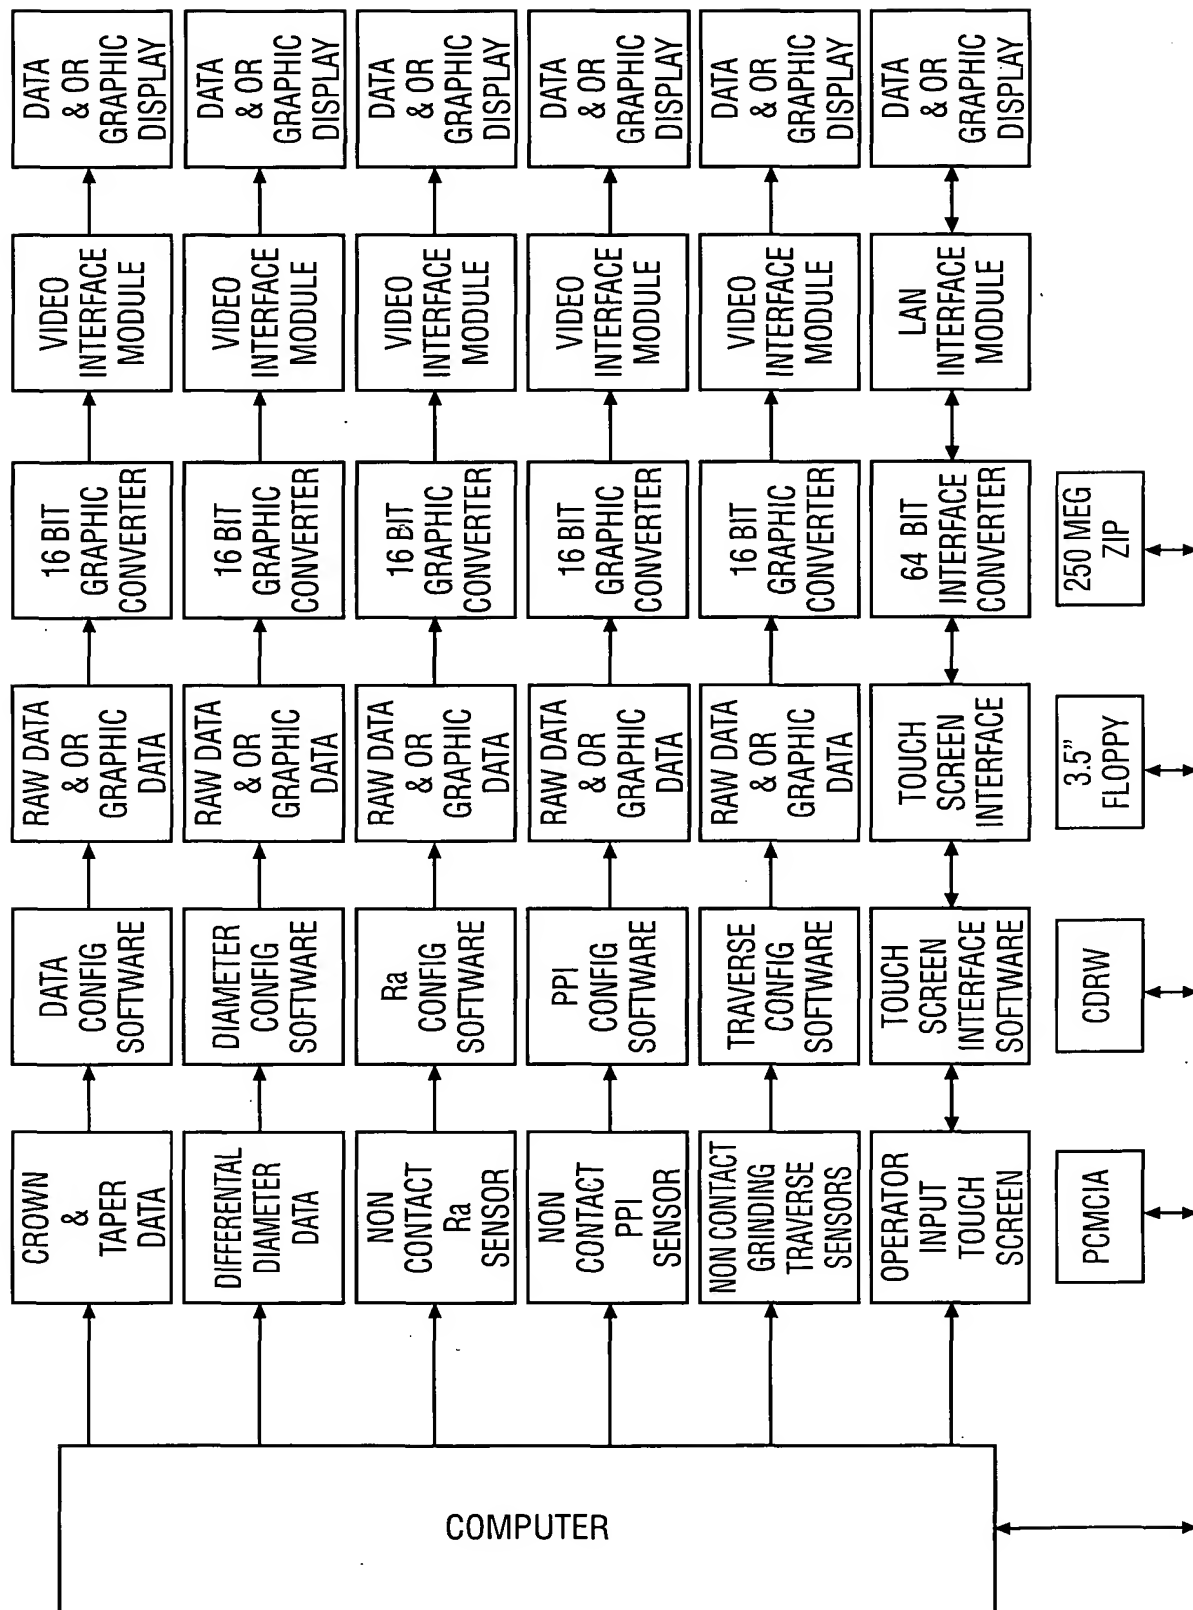 DATA
& OR
GRAPHIC
DISPLAY
DATA
& OR
GRAPHIC
DISPLAY
DATA
& OR
GRAPHIC
DISPLAY
DATA
& OR
GRAPHIC
DISPLAY
DATA
& OR
GRAPHIC
DISPLAY
DATA
& OR
GRAPHIC
DISPLAY
VIDEO
INTERFACE
MODULE
VIDEO
INTERFACE
MODULE
VIDEO
INTERFACE
MODULE
VIDEO
INTERFACE
MODULE
VIDEO
INTERFACE
MODULE
LAN
INTERFACE
MODULE
16 BIT
GRAPHIC
CONVERTER
16 BIT
GRAPHIC
CONVERTER
16 BIT
GRAPHIC
CONVERTER
16 BIT
GRAPHIC
CONVERTER
16 BIT
GRAPHIC
CONVERTER
64 BIT
INTERFACE
CONVERTER
250 MEG
ZIP
RAW DATA
& OR
GRAPHIC
DATA
RAW DATA
& OR
GRAPHIC
DATA
RAW DATA
& OR
GRAPHIC
DATA
RAW DATA
& OR
GRAPHIC
DATA
RAW DATA
& OR
GRAPHIC
DATA
TOUCH
SCREEN
INTERFACE
3.5"
FLOPPY
DATA
CONFIG
SOFTWARE
DIAMETER
CONFIG
SOFTWARE
Ra
CONFIG
SOFTWARE
PPI
CONFIG
SOFTWARE
TRAVERSE
CONFIG
SOFTWARE
TOUCH
SCREEN
INTERFACE
SOFTWARE
CDRW
CROWN
&
TAPER
DATA
DIFFERENTAL
DIAMETER
DATA
NON
CONTACT
Ra
SENSOR
NON
CONTACT
PPI
SENSOR
NON CONTACT
GRINDING
TRAVERSE
SENSORS
OPERATOR
INPUT
TOUCH
SCREEN
PCMCIA
COMPUTER